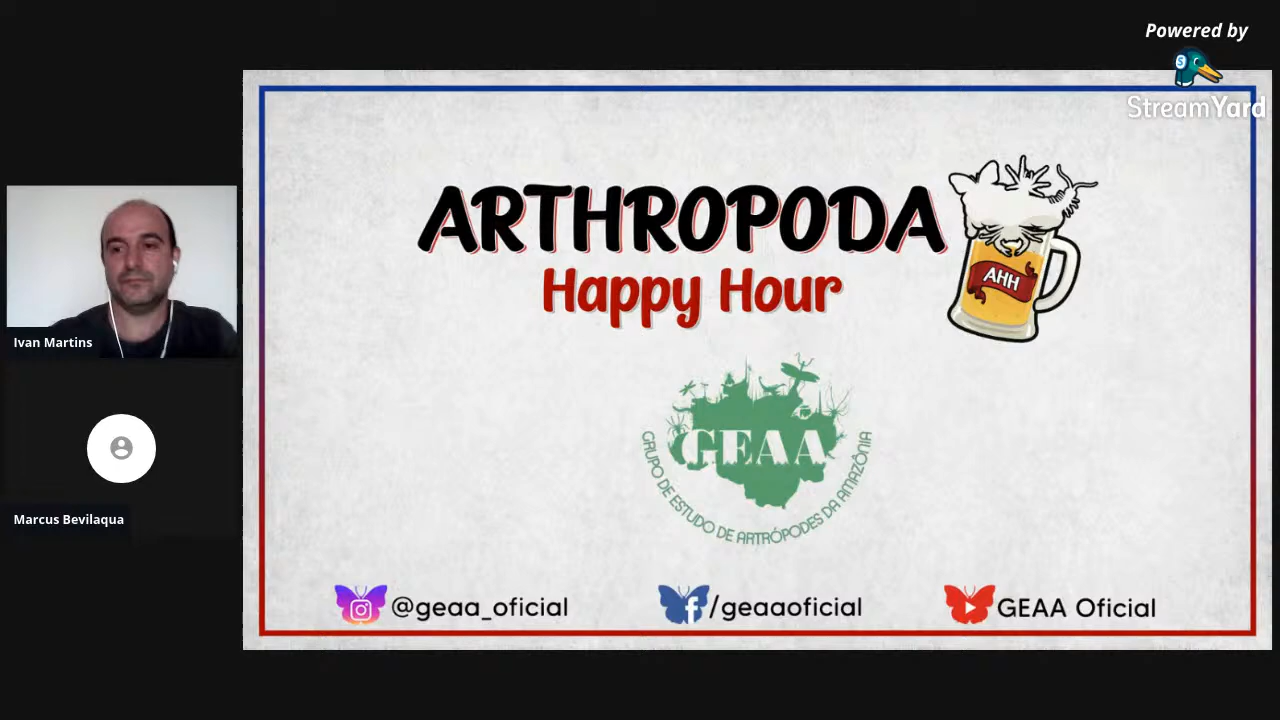 Powered by
StreamYard
ARTHROPODA
Happy Hour
AHH
GEAA
GRUPO DE ESTUDO DE ARTRÓPODES DA AMAZÔNIA
@geaa_oficial
/geaaoficial
GEAA Oficial
Ivan Martins
Marcus Bevilaqua